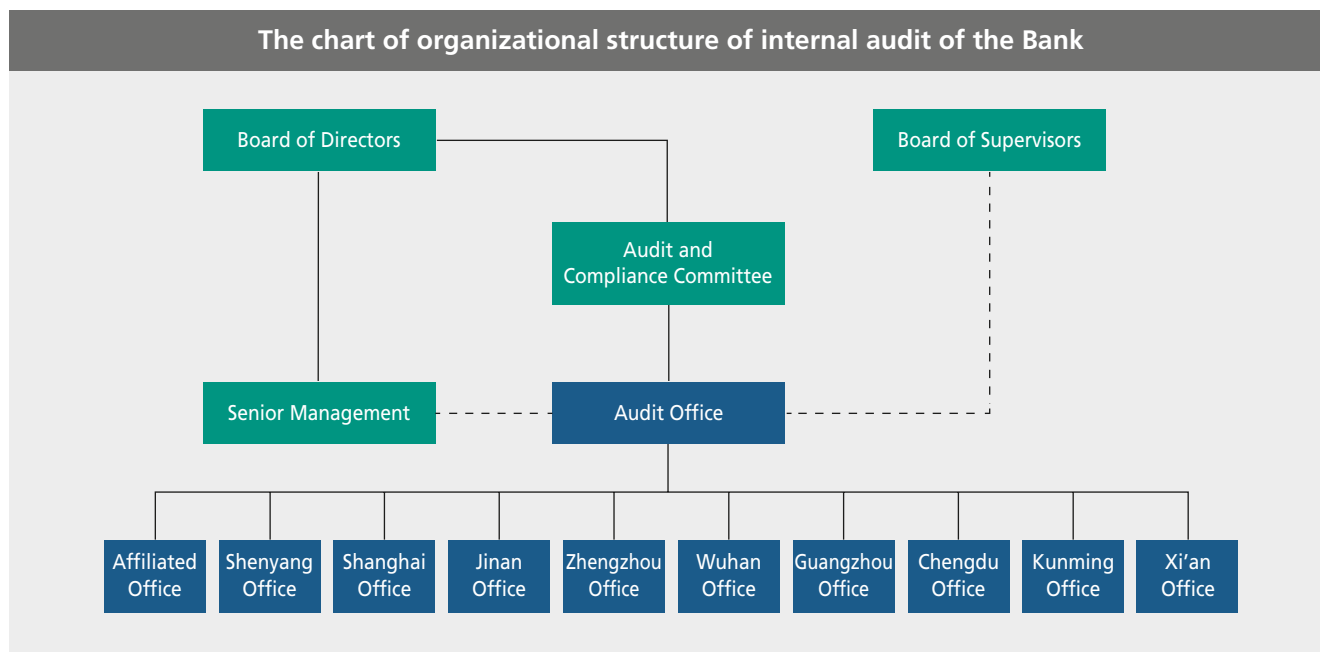 The chart of organizational structure of internal audit of the Bank
Board of Directors
Board of Supervisors
Audit and
Compliance Committee
Senior Management
Audit Office
Affiliated
Office
Shenyang
Office
Shanghai
Office
Jinan
Office
Zhengzhou
Office
Wuhan
Office
Guangzhou
Office
Chengdu
Office
Kunming
Office
Xi’an
Office